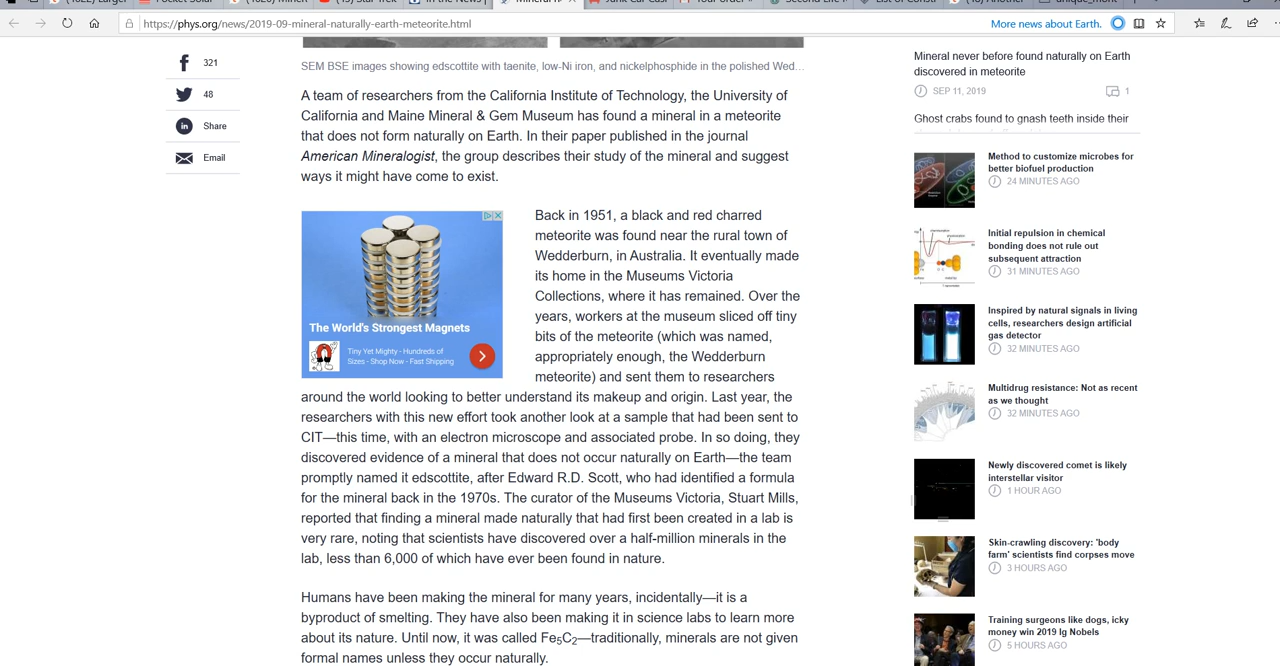 https://phys.org/news/2019-09-mineral-naturally-earth-meteorite.html
More news about Earth.
321
48
Share
Email
SEM BSE images showing edscottite with taenite, low-Ni iron, and nickelphosphide in the polished Wed...
A team of researchers from the California Institute of Technology, the University of
California and Maine Mineral & Gem Museum has found a mineral in a meteorite
that does not form naturally on Earth. In their paper published in the journal
American Mineralogist, the group describes their study of the mineral and suggest
ways it might have come to exist.
The World's Strongest Magnets
Tiny Yet Mighty - Hundreds of
Sizes - Shop Now - Fast Shipping
Back in 1951, a black and red charred
meteorite was found near the rural town of
Wedderburn, in Australia. It eventually made
its home in the Museums Victoria
Collections, where it has remained. Over the
years, workers at the museum sliced off tiny
bits of the meteorite (which was named,
appropriately enough, the Wedderburn
meteorite) and sent them to researchers
around the world looking to better understand its makeup and origin. Last year, the
researchers with this new effort took another look at a sample that had been sent to
CIT—this time, with an electron microscope and associated probe. In so doing, they
discovered evidence of a mineral that does not occur naturally on Earth—the team
promptly named it edscottite, after Edward R.D. Scott, who had identified a formula
for the mineral back in the 1970s. The curator of the Museums Victoria, Stuart Mills,
reported that finding a mineral made naturally that had first been created in a lab is
very rare, noting that scientists have discovered over a half-million minerals in the
lab, less than 6,000 of which have ever been found in nature.
Humans have been making the mineral for many years, incidentally—it is a
byproduct of smelting. They have also been making it in science labs to learn more
about its nature. Until now, it was called Fe5C2—traditionally, minerals are not given
formal names unless they occur naturally.
Mineral never before found naturally on Earth
discovered in meteorite
SEP 11, 2019
1
Ghost crabs found to gnash teeth inside their
Method to customize microbes for
better biofuel production
24 MINUTES AGO
Initial repulsion in chemical
bonding does not rule out
subsequent attraction
31 MINUTES AGO
Inspired by natural signals in living
cells, researchers design artificial
gas detector
32 MINUTES AGO
Multidrug resistance: Not as recent
as we thought
32 MINUTES AGO
Newly discovered comet is likely
interstellar visitor
1 HOUR AGO
Skin-crawling discovery: 'body
farm' scientists find corpses move
3 HOURS AGO
Training surgeons like dogs, icky
money win 2019 Ig Nobels
5 HOURS AGO